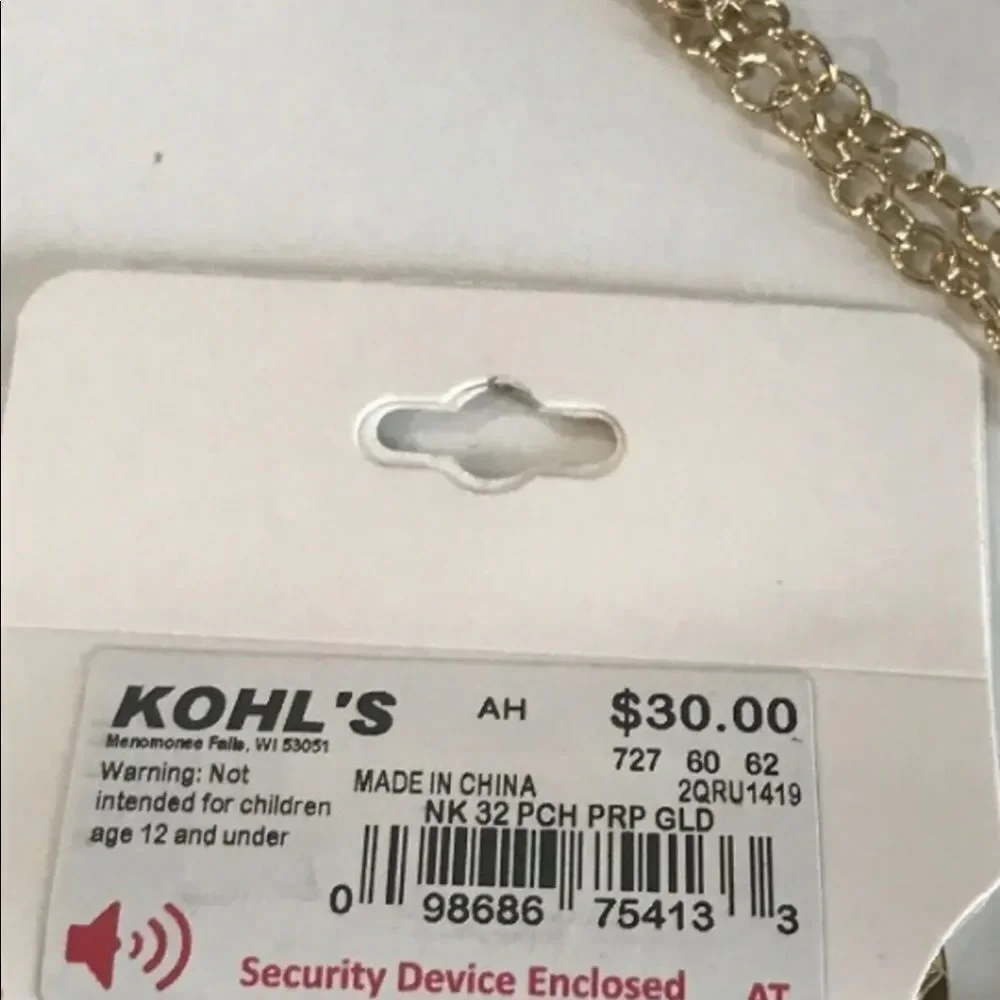 KOHL'S AH $30.00
Menomonee Falls, WI 53051
727 60 62
Warning: Not
intended for children
age 12 and under
MADE IN CHINA
2QRU1419
NK 32 PCH PRP GLD
0 98686 75413 3
Security Device Enclosed AT